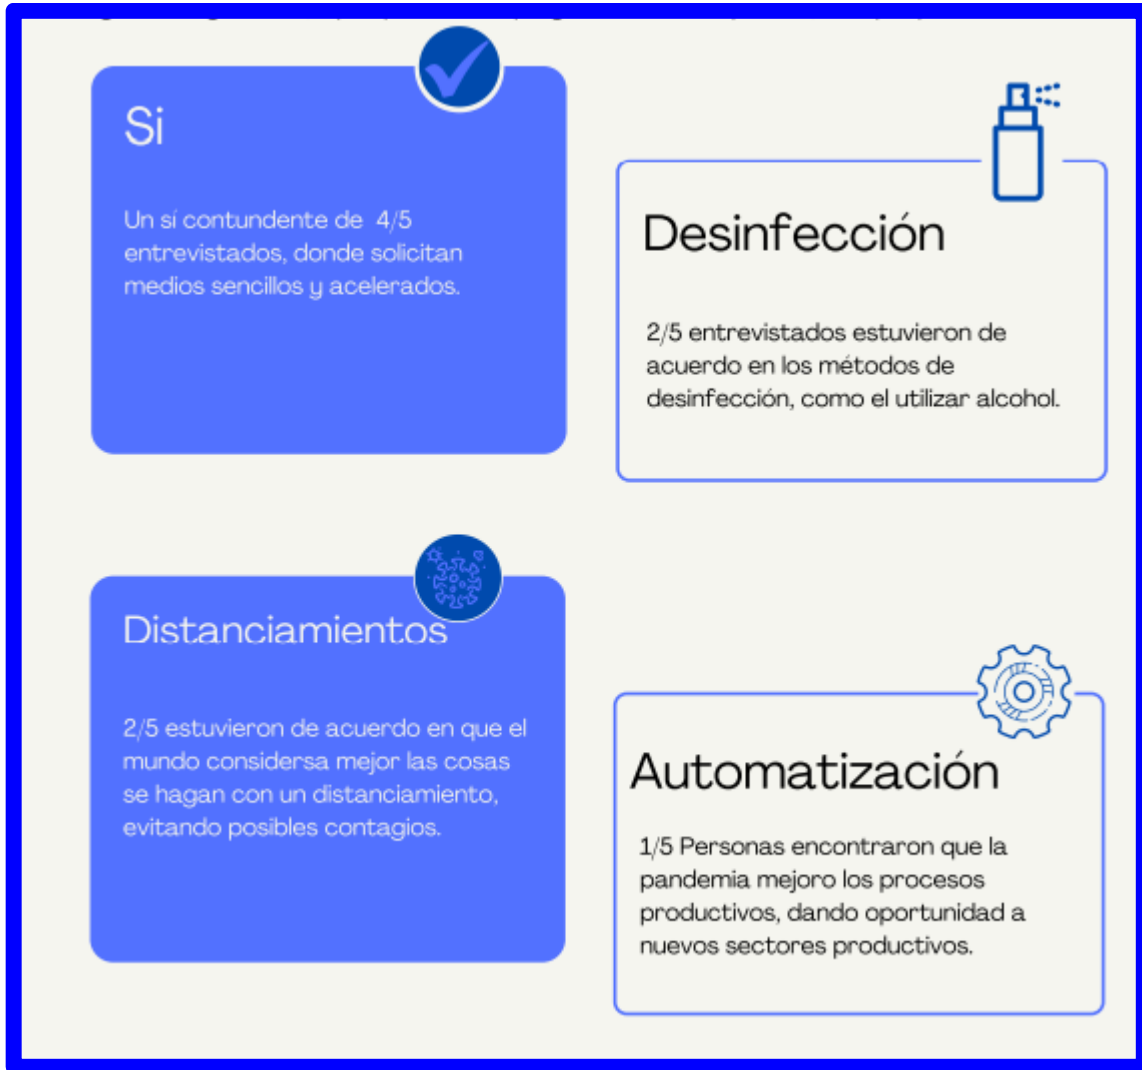 Si
Un sí contundente de 4/5
entrevistados, donde solicitan
medios sencillos y acelerados.
Desinfección
2/5 entrevistados estuvieron de
acuerdo en los métodos de
desinfección, como el utilizar alcohol.
Distanciamientos
2/5 estuvieron de acuerdo en que el
mundo considersa mejor las cosas
se hagan con un distanciamiento,
evitando posibles contagios.
Automatización
1/5 Personas encontraron que la
pandemia mejoro los procesos
productivos, dando oportunidad a
nuevos sectores productivos.